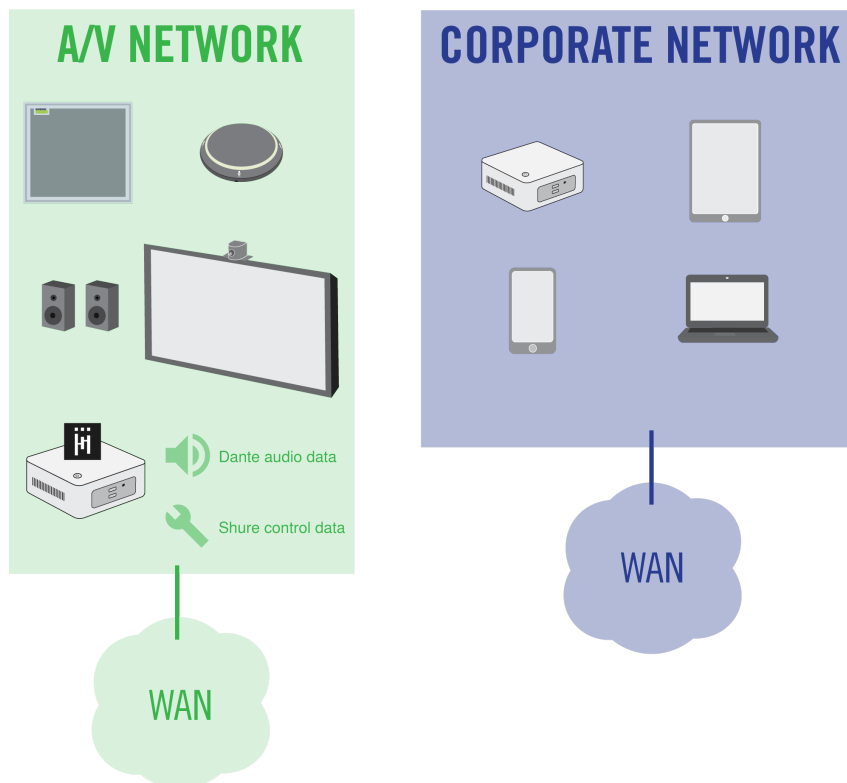 A/V NETWORK
Dante audio data
Shure control data
WAN
CORPORATE NETWORK
WAN